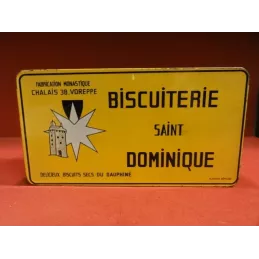 FABRICATION MONASTIQUE
CHALAIS 38. VOREPPE
BISCUITERIE
SAINT
DOMINIQUE
DELICIEUX BISCUITS SECS DU DAUPHINE